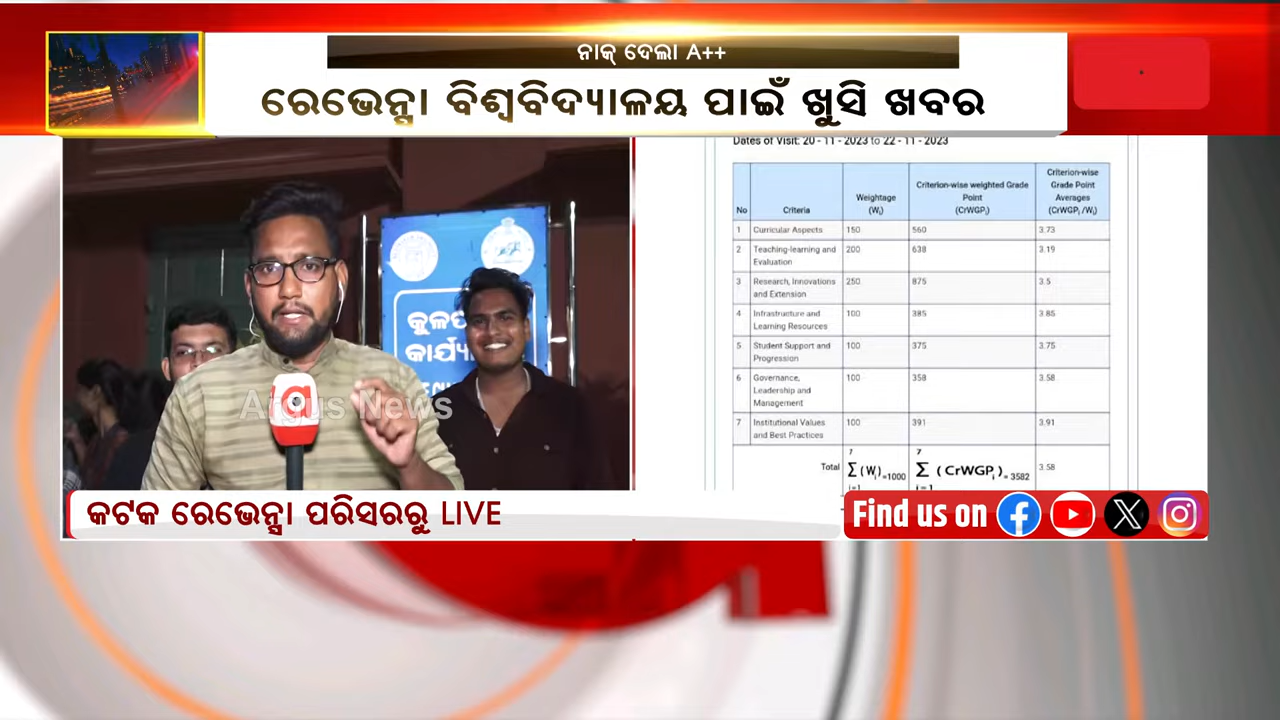 ନାକ୍ ଦେଲା A++
ରେଭେନ୍ସା ବିଶ୍ୱବିଦ୍ୟାଳୟ ପାଇଁ ଖୁସି ଖବର
Dates of Visit: 20 - 11 - 2023 to 22 - 11 - 2023
No Criteria Weightage (Wi) Criterion-wise weighted Grade Point (CrWGPi) Criterion-wise Grade Point Averages (CrWGPi /Wi)
1 Curricular Aspects 150 560 3.73
2 Teaching-learning and Evaluation 200 638 3.19
3 Research, Innovations and Extension 250 875 3.5
4 Infrastructure and Learning Resources 100 385 3.85
5 Student Support and Progression 100 375 3.75
6 Governance, Leadership and Management 100 358 3.58
7 Institutional Values and Best Practices 100 391 3.91
Total 7 Σ (Wi)=1000 i=1 7 Σ (CrWGPi)=3582 i=1 3.58
Argus News
କଟକ ରେଭେନ୍ସା ପରିସରରୁ LIVE
Find us on